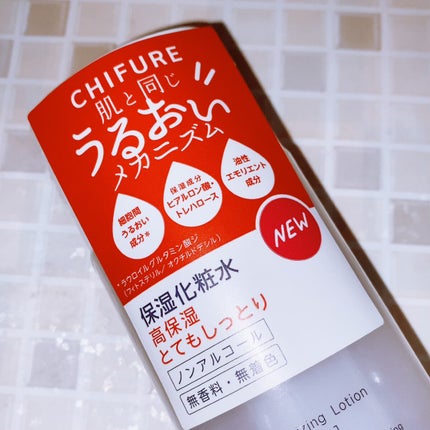 CHIFURE
肌と同じ
うるおい
メカニズム
細胞間
うるおい
成分※
保湿成分
ヒアルロン酸・
トレハロース
油性
エモリエント
成分
*ラウロイルグルタミン酸ジ
(フィトステリル/オクチルドデシル)
NEW
保湿化粧水
高保湿
とてもしっとり
ノンアルコール
無香料・無着色
Lotion